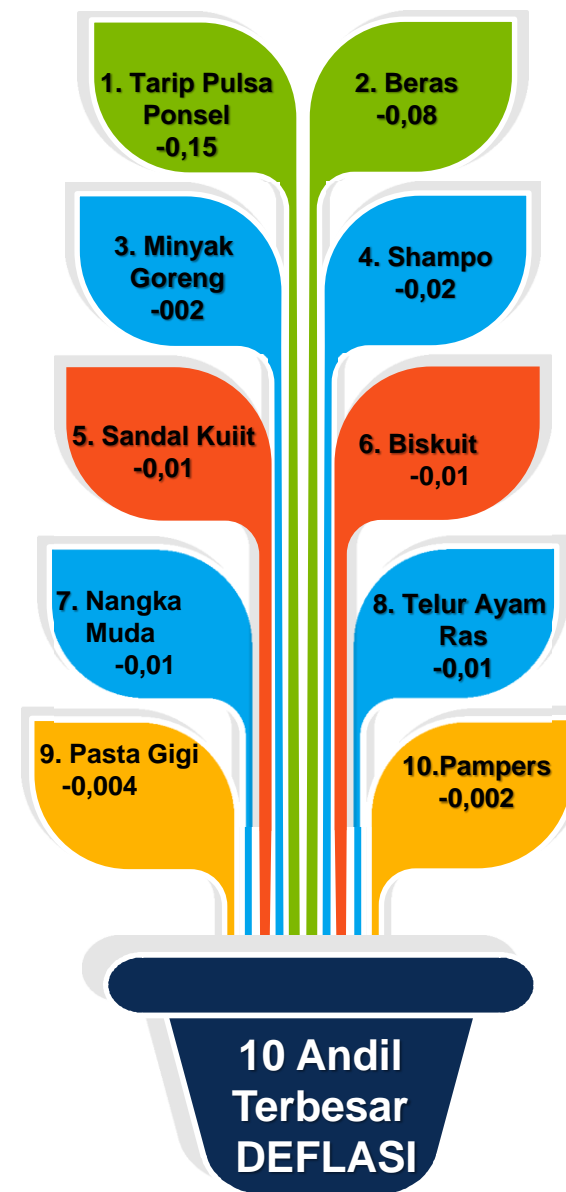 1. Tarip Pulsa
Ponsel
-0,15
2. Beras
-0,08
3. Minyak
Goreng
-002
4. Shampo
-0,02
5. Sandal Kuiit
-0,01
6. Biskuit
-0,01
7. Nangka
Muda
-0,01
8. Telur Ayam
Ras
-0,01
9. Pasta Gigi
-0,004
10.Pampers
-0,002
10 Andil
Terbesar
DEFLASI